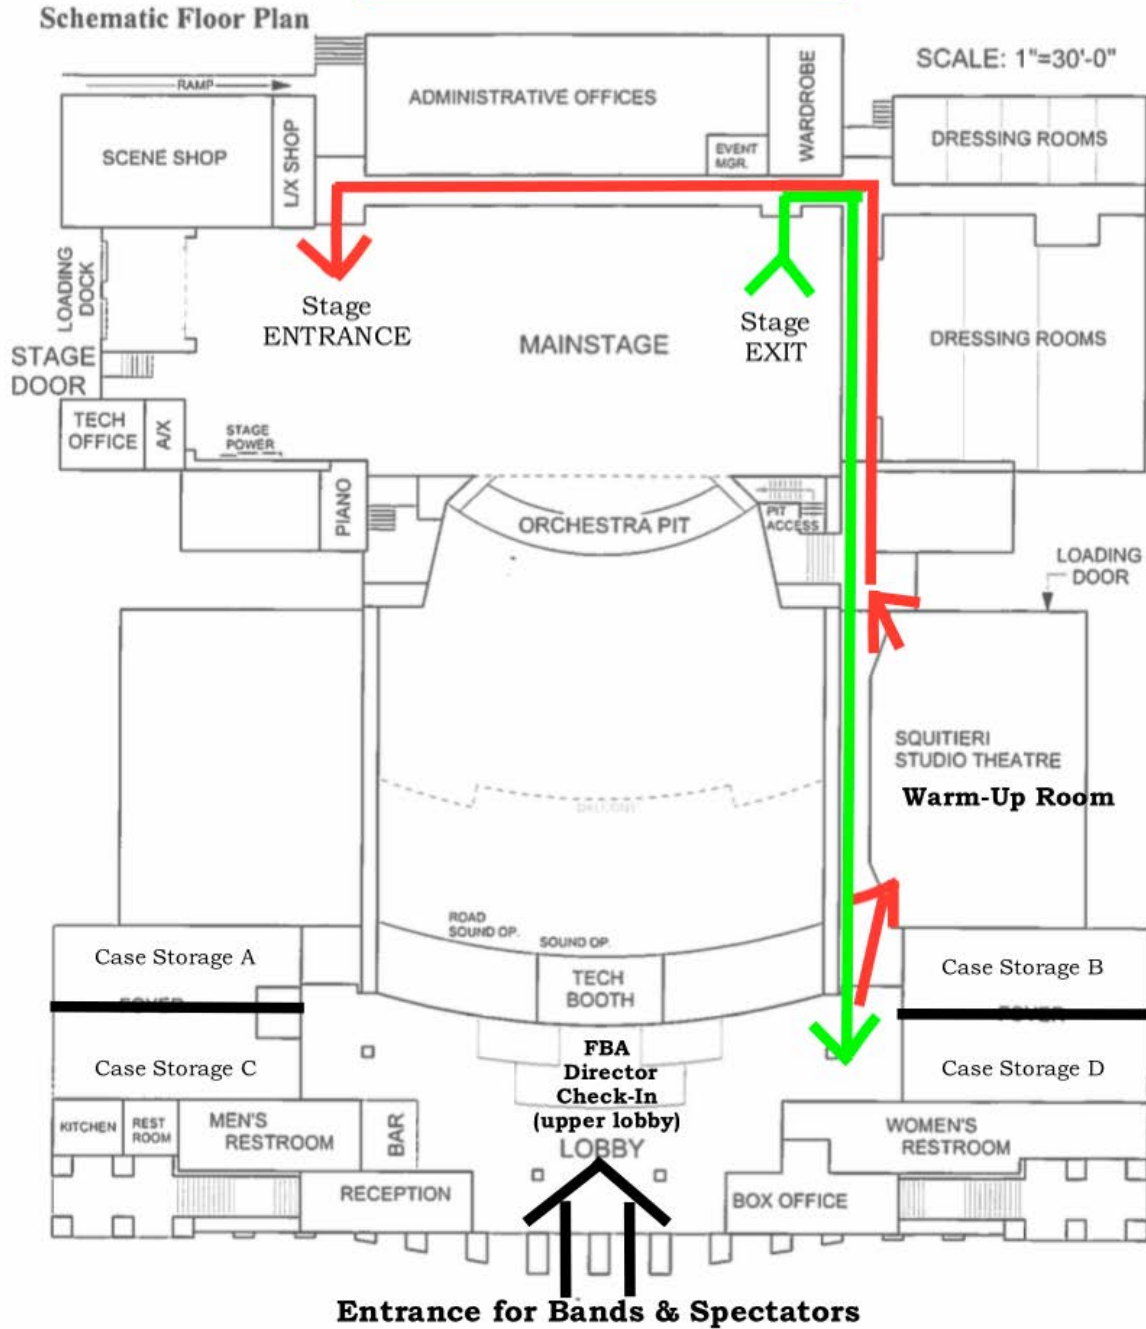 Schematic Floor Plan
SCALE: 1"=30'-0"
RAMP
ADMINISTRATIVE OFFICES
WARDROBE
EVENT
MGR.
SCENE SHOP
L/X SHOP
DRESSING ROOMS
LOADING
DOCK
Stage
ENTRANCE
Stage
EXIT
MAINSTAGE
DRESSING ROOMS
STAGE
DOOR
TECH
OFFICE
A/X
STAGE
POWER
PIANO
ORCHESTRA PIT
PIT
ACCESS
LOADING
DOOR
SQUITIERI
STUDIO THEATRE
Warm-Up Room
BALCONY
ROAD
SOUND OP.
SOUND OP.
TECH
BOOTH
Case Storage A
FOYER
Case Storage C
Case Storage B
FOYER
Case Storage D
FBA
Director
Check-In
(upper lobby)
LOBBY
KITCHEN
REST
ROOM
MEN'S
RESTROOM
BAR
WOMEN'S
RESTROOM
RECEPTION
BOX OFFICE
Entrance for Bands & Spectators